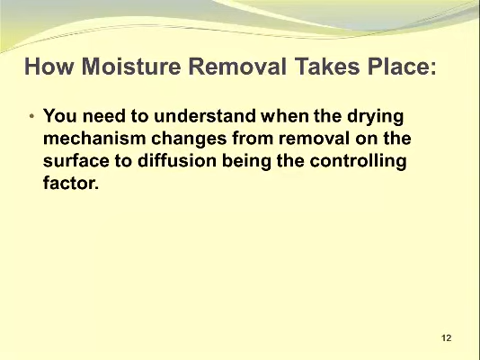 How Moisture Removal Takes Place:
• You need to understand when the drying
mechanism changes from removal on the
surface to diffusion being the controlling
factor.
12